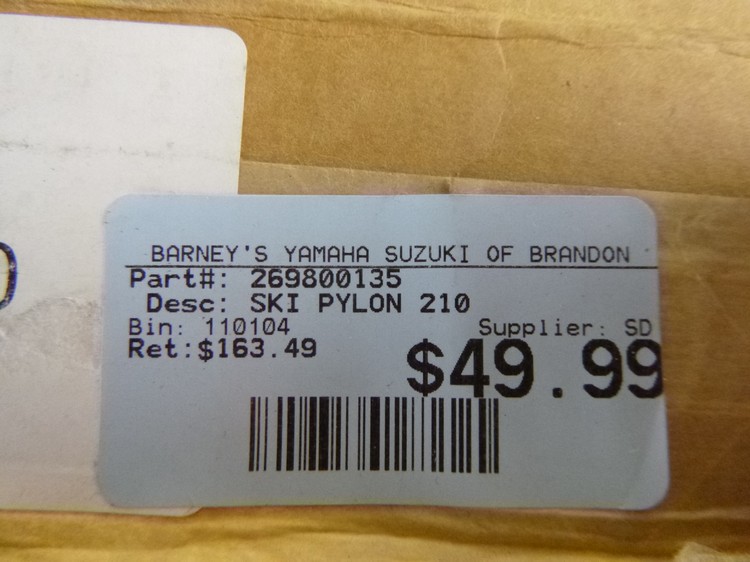 BARNEY'S YAMAHA SUZUKI OF BRANDON
Part#: 269800135
Desc: SKI PYLON 210
Bin: 110104 Supplier: SD
Ret:$163.49
$49.99